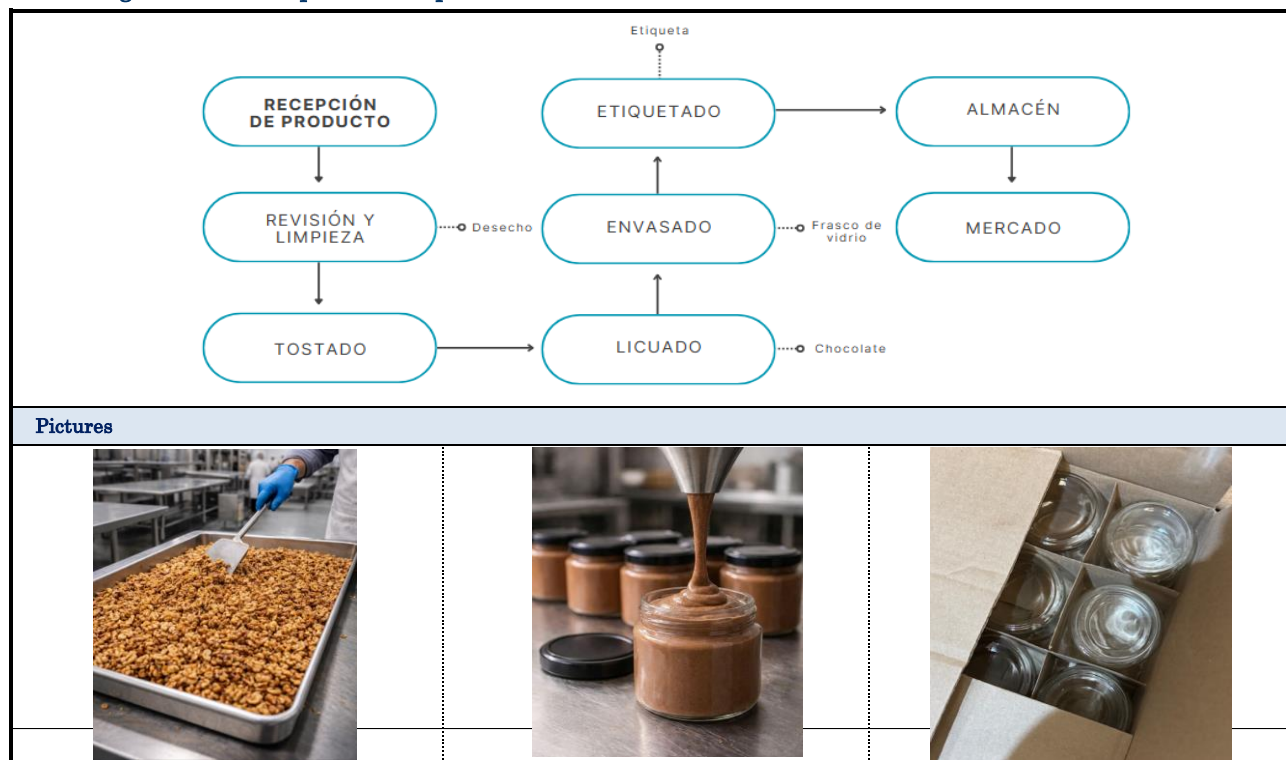 Etiqueta
RECEPCIÓN
DE PRODUCTO
ETIQUETADO
ALMACÉN
REVISIÓN Y
LIMPIEZA
Desecho
ENVASADO
Frasco de
vidrio
MERCADO
TOSTADO
LICUADO
Chocolate
Pictures